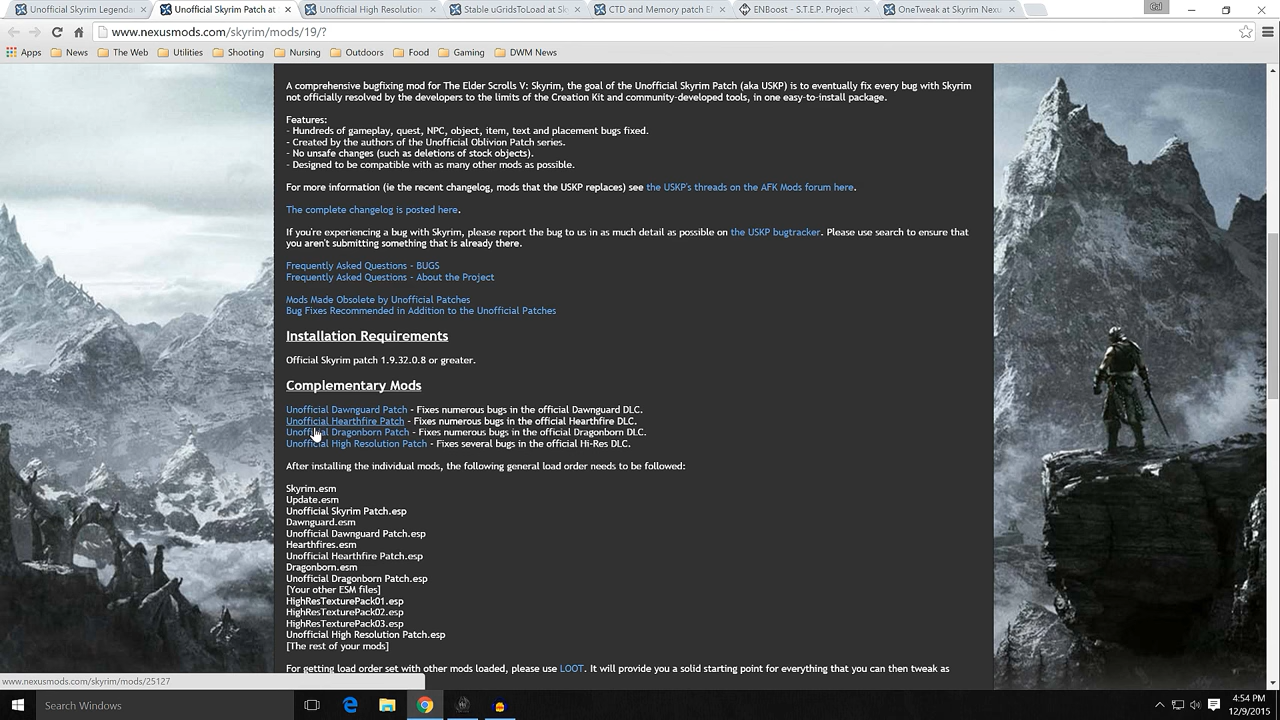 Unofficial Skyrim Legendar
Unofficial Skyrim Patch at
Unofficial High Resolution
Stable uGridsToLoad at Sk
CTD and Memory patch E
ENBoost - S.T.E.P. Project
OneTweak at Skyrim Nexu
www.nexusmods.com/skyrim/mods/19/?
Apps
News
The Web
Utilities
Shooting
Nursing
Outdoors
Food
Gaming
DWM News
A comprehensive bugfixing mod for The Elder Scrolls V: Skyrim, the goal of the Unofficial Skyrim Patch (aka USKP) is to eventually fix every bug with Skyrim
not officially resolved by the developers to the limits of the Creation Kit and community-developed tools, in one easy-to-install package.
Features:
- Hundreds of gameplay, quest, NPC, object, item, text and placement bugs fixed.
- Created by the authors of the Unofficial Oblivion Patch series.
- No unsafe changes (such as deletions of stock objects).
- Designed to be compatible with as many other mods as possible.
For more information (ie the recent changelog, mods that the USKP replaces) see the USKP's threads on the AFK Mods forum here.
The complete changelog is posted here.
If you're experiencing a bug with Skyrim, please report the bug to us in as much detail as possible on the USKP bugtracker. Please use search to ensure that
you aren't submitting something that is already there.
Frequently Asked Questions - BUGS
Frequently Asked Questions - About the Project
Mods Made Obsolete by Unofficial Patches
Bug Fixes Recommended in Addition to the Unofficial Patches
Installation Requirements
Official Skyrim patch 1.9.32.0.8 or greater.
Complementary Mods
Unofficial Dawnguard Patch - Fixes numerous bugs in the official Dawnguard DLC.
Unofficial Hearthfire Patch - Fixes numerous bugs in the official Hearthfire DLC.
Unofficial Dragonborn Patch - Fixes numerous bugs in the official Dragonborn DLC.
Unofficial High Resolution Patch - Fixes several bugs in the official Hi-Res DLC.
After installing the individual mods, the following general load order needs to be followed:
Skyrim.esm
Update.esm
Unofficial Skyrim Patch.esp
Dawnguard.esm
Unofficial Dawnguard Patch.esp
Hearthfires.esm
Unofficial Hearthfire Patch.esp
Dragonborn.esm
Unofficial Dragonborn Patch.esp
[Your other ESM files]
HighResTexturePack01.esp
HighResTexturePack02.esp
HighResTexturePack03.esp
Unofficial High Resolution Patch.esp
[The rest of your mods]
For getting load order set with other mods loaded, please use LOOT. It will provide you a solid starting point for everything that you can then tweak as
www.nexusmods.com/skyrim/mods/25127
Search Windows
4:54 PM
12/9/2015